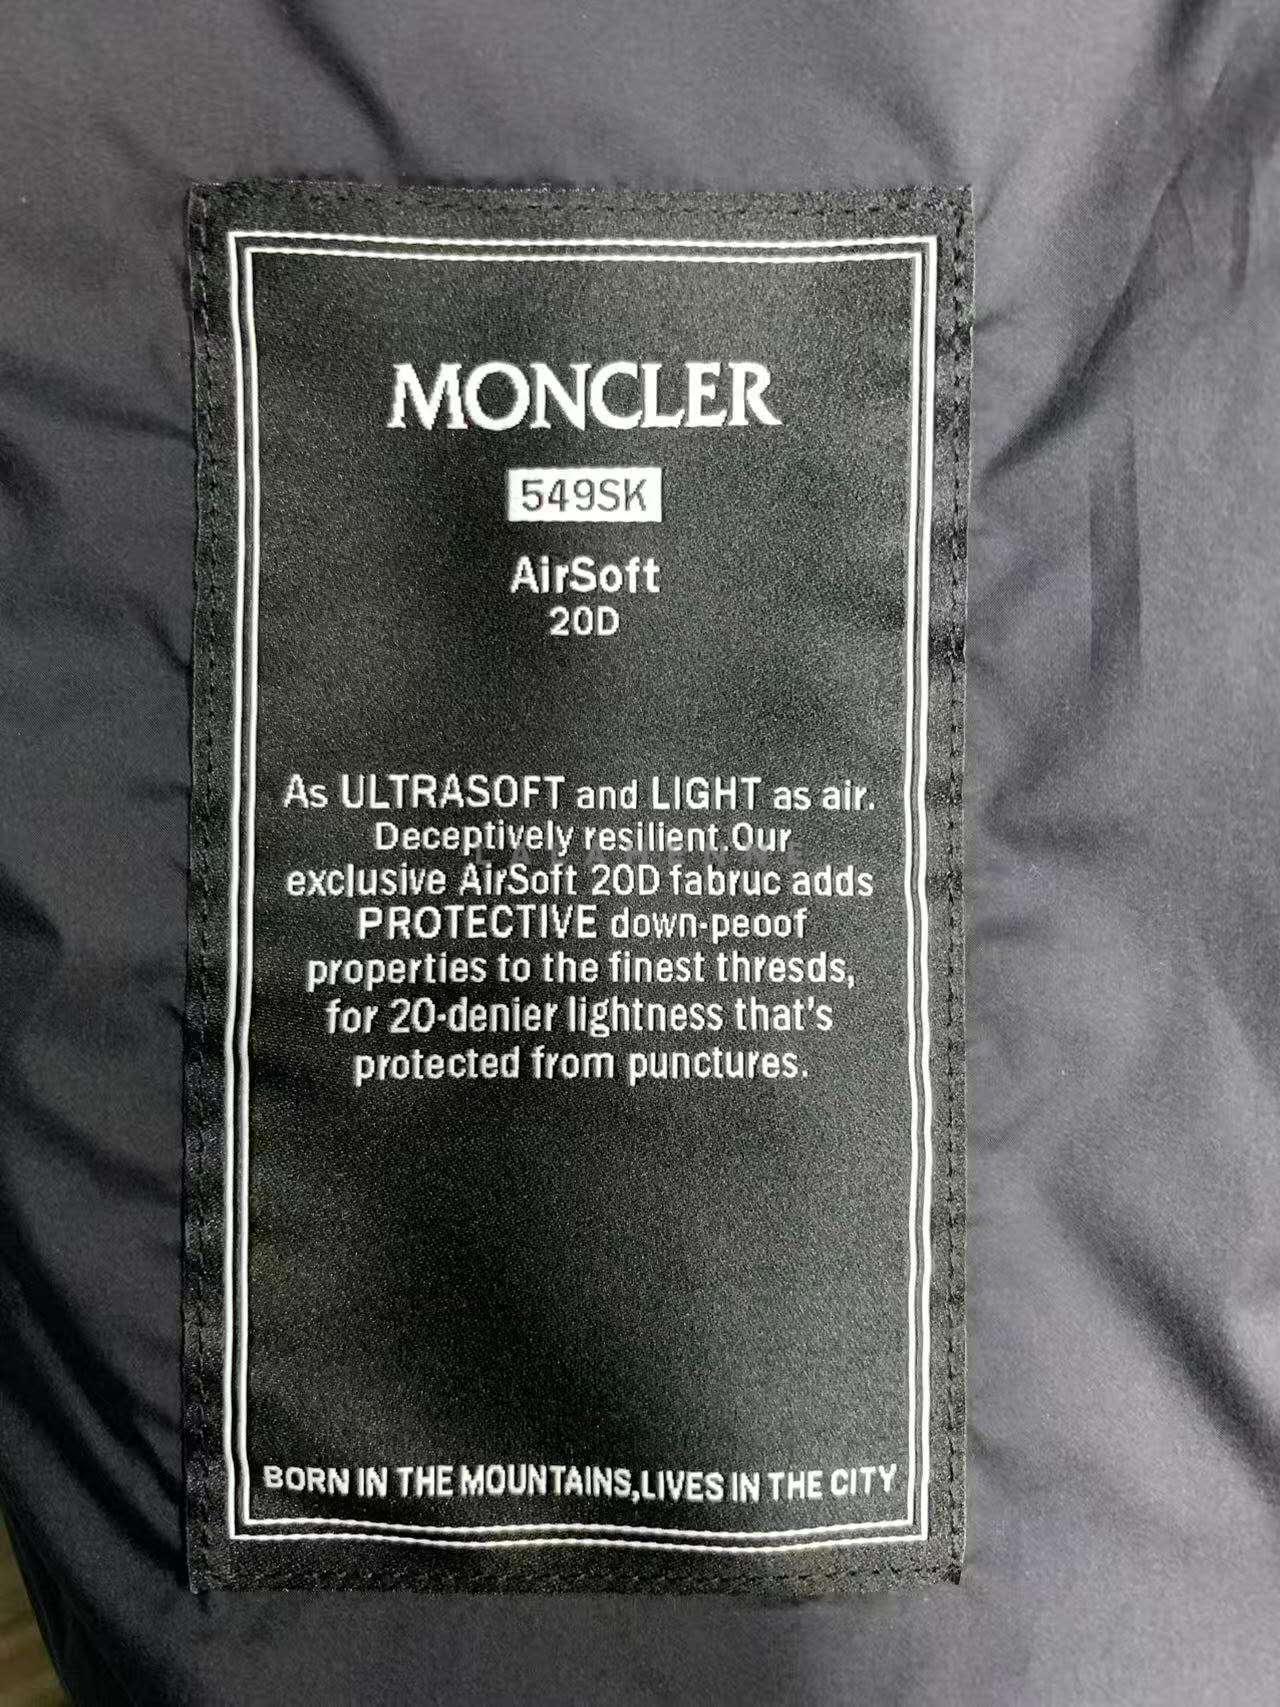 MONCLER
549SK
AirSoft
20D
As ULTRASOFT and LIGHT as air.
Deceptively resilient.Our
exclusive AirSoft 20D fabruc adds
PROTECTIVE down-peoof
properties to the finest thresds,
for 20-denier lightness that's
protected from punctures.
BORN IN THE MOUNTAINS,LIVES IN THE CITY